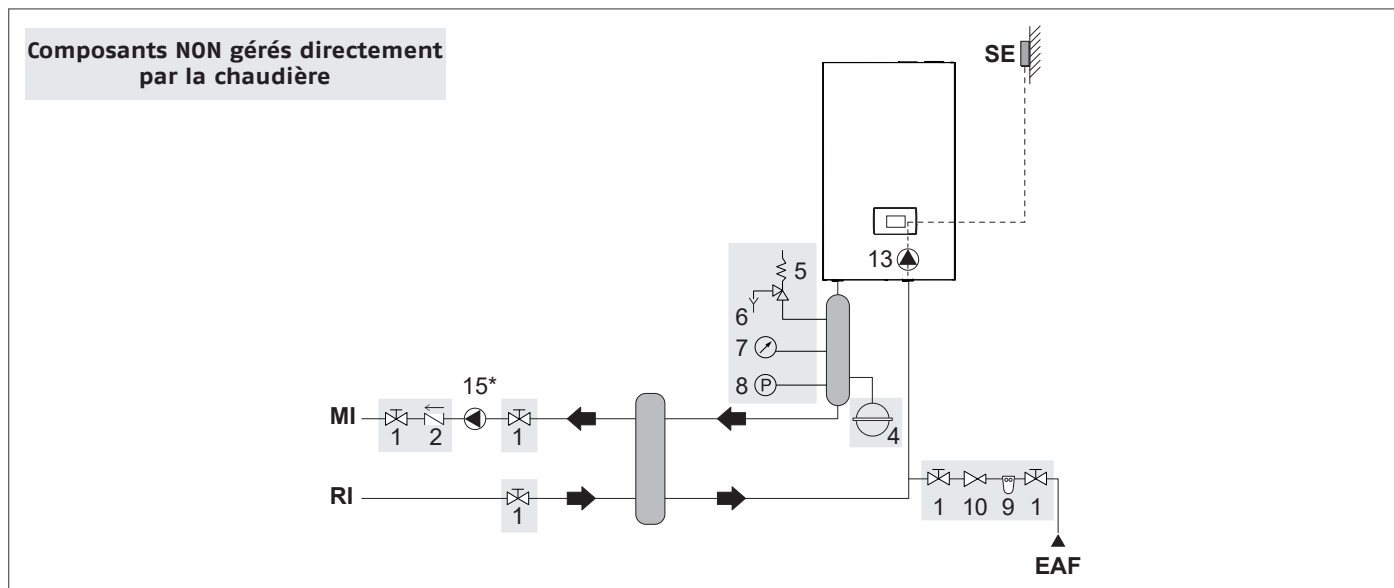 Composants NON gérés directement
par la chaudière
SE
13
5
6
7
8 P
15*
MI
1
2
1
4
RI
1
1
10
9
1
EAF